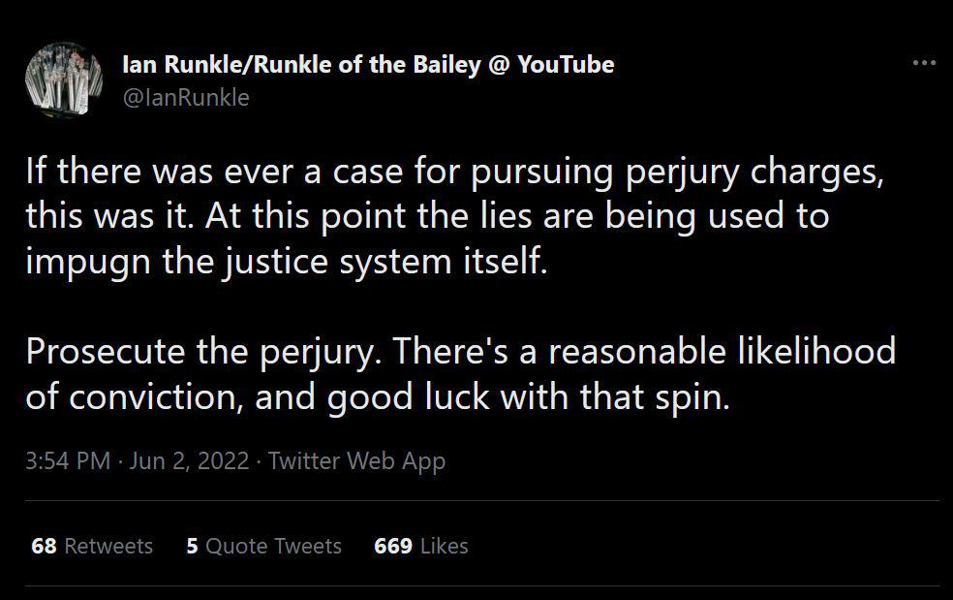 Ian Runkle/Runkle of the Bailey @ YouTube
@IanRunkle
If there was ever a case for pursuing perjury charges,
this was it. At this point the lies are being used to
impugn the justice system itself.
Prosecute the perjury. There's a reasonable likelihood
of conviction, and good luck with that spin.
3:54 PM · Jun 2, 2022 · Twitter Web App
68 Retweets 5 Quote Tweets 669 Likes